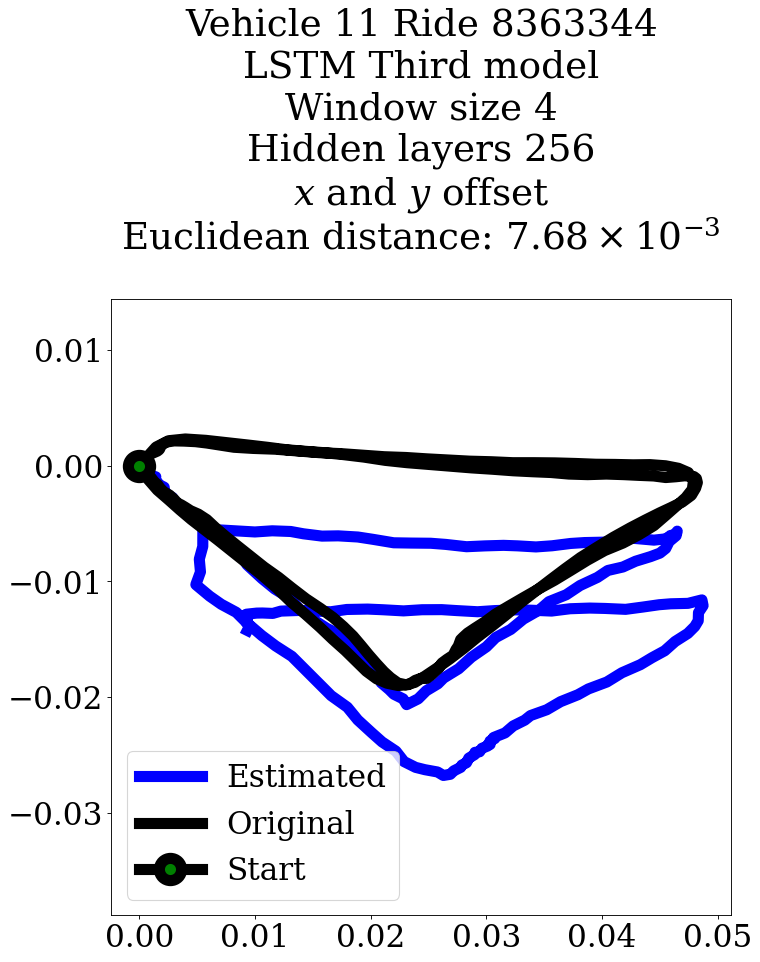 Vehicle 11 Ride 8363344
LSTM Third model
Window size 4
Hidden layers 256
x and y offset
Euclidean distance: 7.68 × 10⁻³
0.01
0.00
−0.01
−0.02
−0.03
Estimated
Original
Start
0.00 0.01 0.02 0.03 0.04 0.05